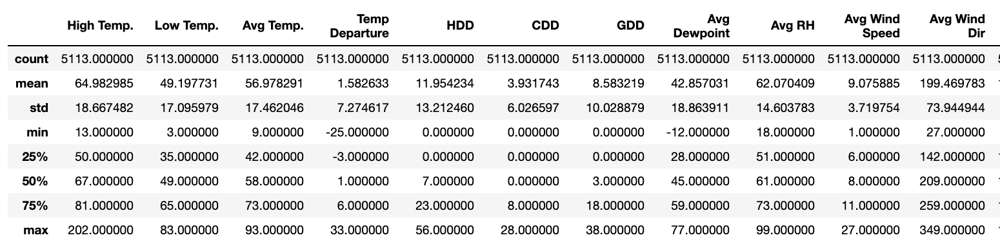 High Temp. Low Temp. Avg Temp. Temp Departure HDD CDD GDD Avg Dewpoint Avg RH Avg Wind Speed Avg Wind Dir
count 5113.000000 5113.000000 5113.000000 5113.000000 5113.000000 5113.000000 5113.000000 5113.000000 5113.000000 5113.000000 5113.000000
mean 64.982985 49.197731 56.978291 1.582633 11.954234 3.931743 8.583219 42.857031 62.070409 9.075885 199.469783
std 18.667482 17.095979 17.462046 7.274617 13.212460 6.026597 10.028879 18.863911 14.603783 3.719754 73.944944
min 13.000000 3.000000 9.000000 -25.000000 0.000000 0.000000 0.000000 -12.000000 18.000000 1.000000 27.000000
25% 50.000000 35.000000 42.000000 -3.000000 0.000000 0.000000 0.000000 28.000000 51.000000 6.000000 142.000000
50% 67.000000 49.000000 58.000000 1.000000 7.000000 0.000000 3.000000 45.000000 61.000000 8.000000 209.000000
75% 81.000000 65.000000 73.000000 6.000000 23.000000 8.000000 18.000000 59.000000 73.000000 11.000000 259.000000
max 202.000000 83.000000 93.000000 33.000000 56.000000 28.000000 38.000000 77.000000 99.000000 27.000000 349.000000